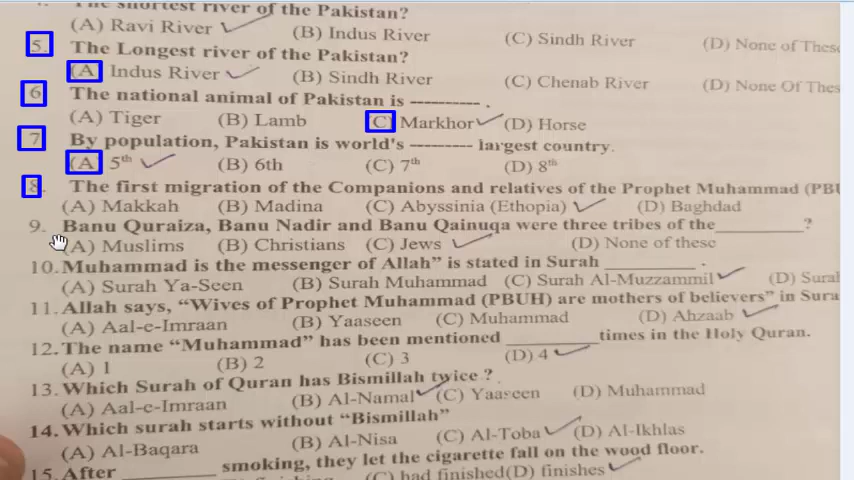 The shortest river of the Pakistan?
(A) Ravi River (B) Indus River (C) Sindh River (D) None of These
5. The Longest river of the Pakistan?
(A) Indus River (B) Sindh River (C) Chenab River (D) None Of Thes
6 The national animal of Pakistan is ---------- .
(A) Tiger (B) Lamb (C) Markhor (D) Horse
7 By population, Pakistan is world's -------- largest country.
(A) 5th (B) 6th (C) 7th (D) 8th
8. The first migration of the Companions and relatives of the Prophet Muhammad (PBU
(A) Makkah (B) Madina (C) Abyssinia (Ethopia) (D) Baghdad
9. Banu Quraiza, Banu Nadir and Banu Qainuqa were three tribes of the_________?
(A) Muslims (B) Christians (C) Jews (D) None of these
10. Muhammad is the messenger of Allah” is stated in Surah _________ .
(A) Surah Ya-Seen (B) Surah Muhammad (C) Surah Al-Muzzammil (D) Surah
11. Allah says, “Wives of Prophet Muhammad (PBUH) are mothers of believers” in Sura
(A) Aal-e-Imraan (B) Yaaseen (C) Muhammad (D) Ahzaab
12. The name “Muhammad” has been mentioned _________times in the Holy Quran.
(A) 1 (B) 2 (C) 3 (D) 4
13. Which Surah of Quran has Bismillah twice ?
(A) Aal-e-Imraan (B) Al-Namal (C) Yaaseen (D) Muhammad
14. Which surah starts without “Bismillah”
(A) Al-Baqara (B) Al-Nisa (C) Al-Toba (D) Al-Ikhlas
15. After _________ smoking, they let the cigarette fall on the wood floor.
(C) had finished(D) finishes